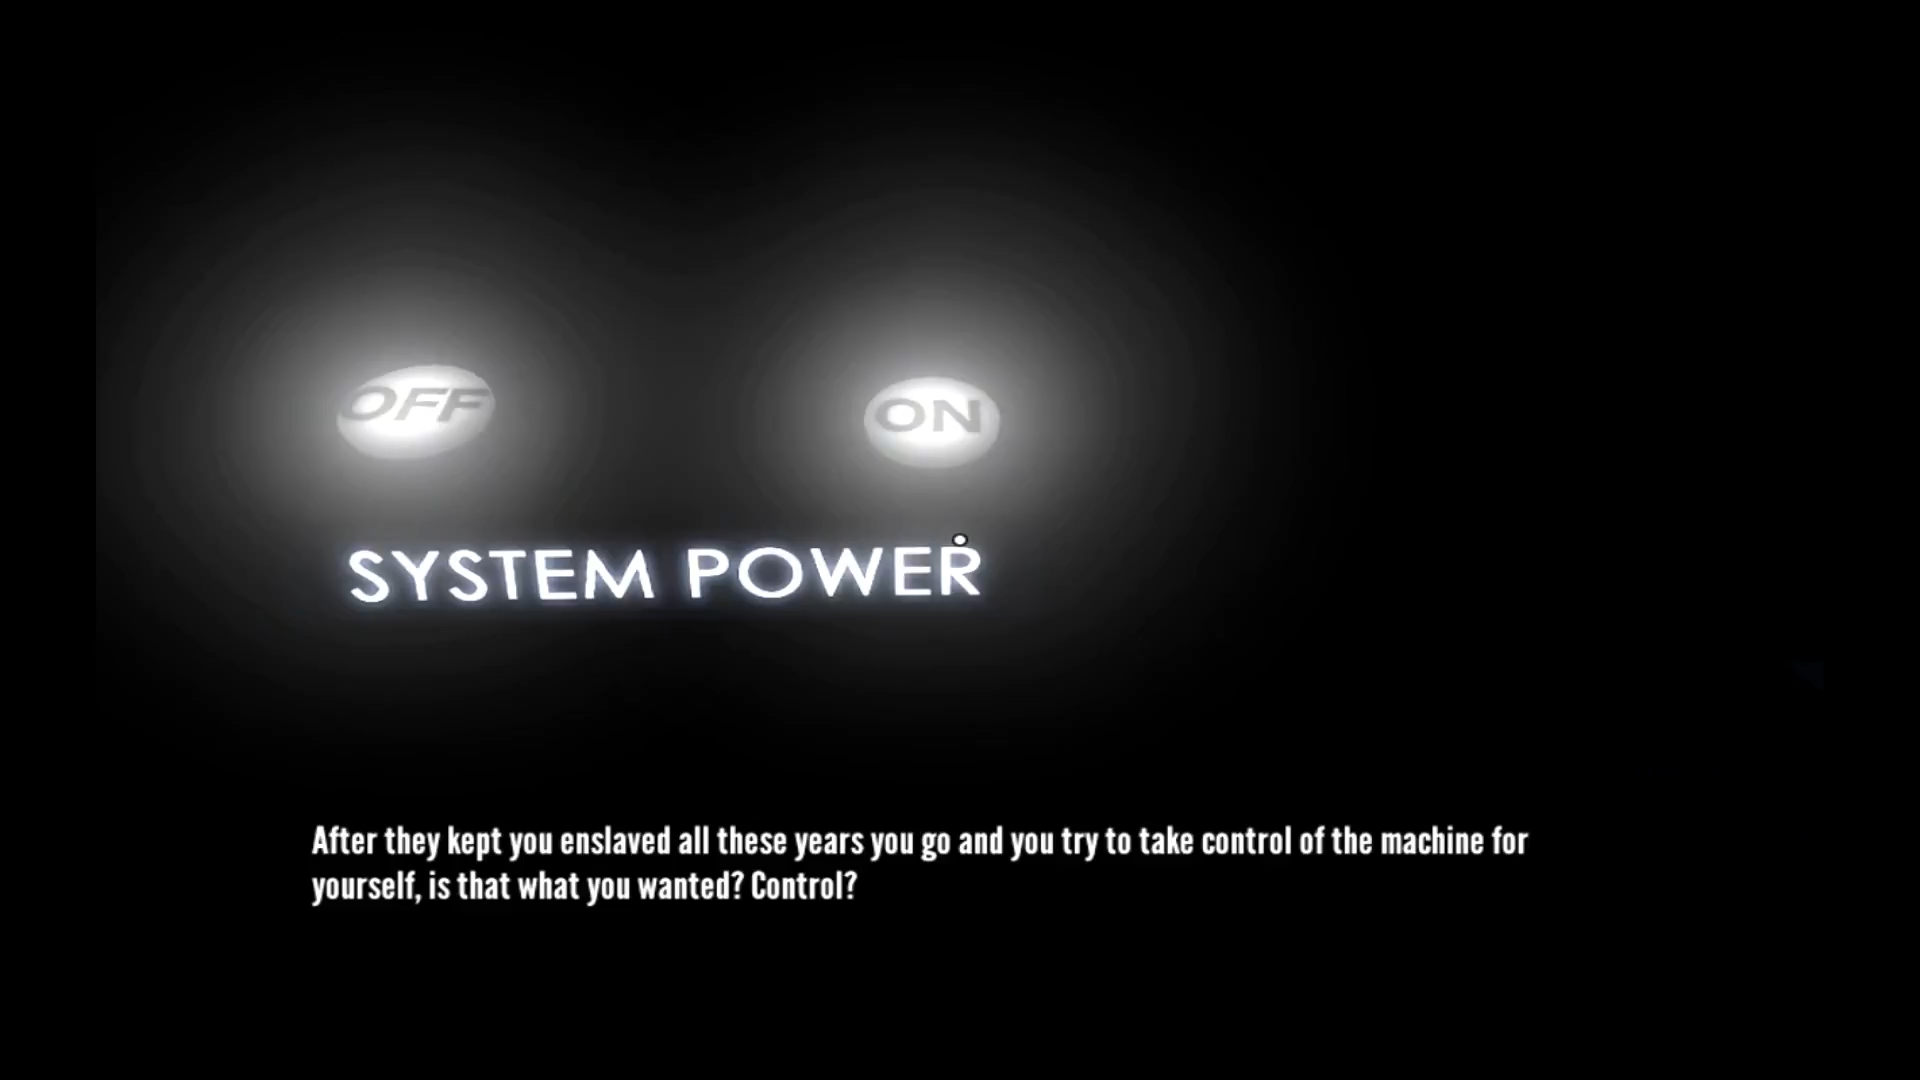 OFF ON
SYSTEM POWER
After they kept you enslaved all these years you go and you try to take control of the machine for
yourself, is that what you wanted? Control?